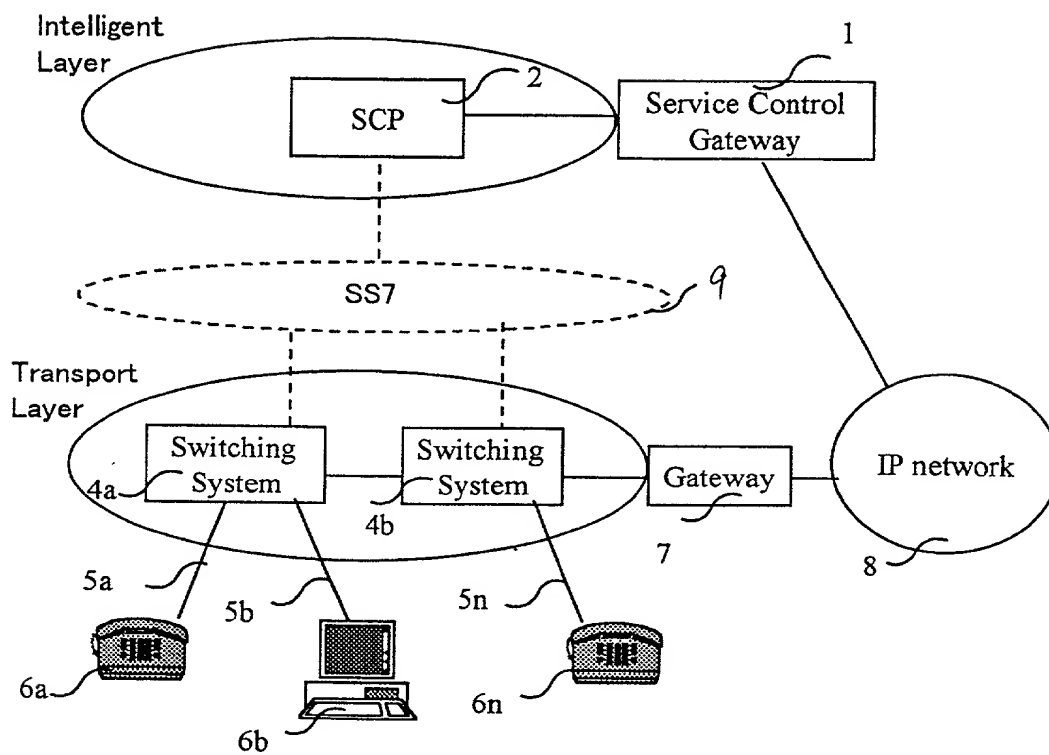 Intelligent
Layer
1
2
SCP
Service Control
Gateway
SS7
9
Transport
Layer
Switching
System
4a
Switching
System
4b
Gateway
7
IP network
8
5a
5b
5n
6a
6b
6n